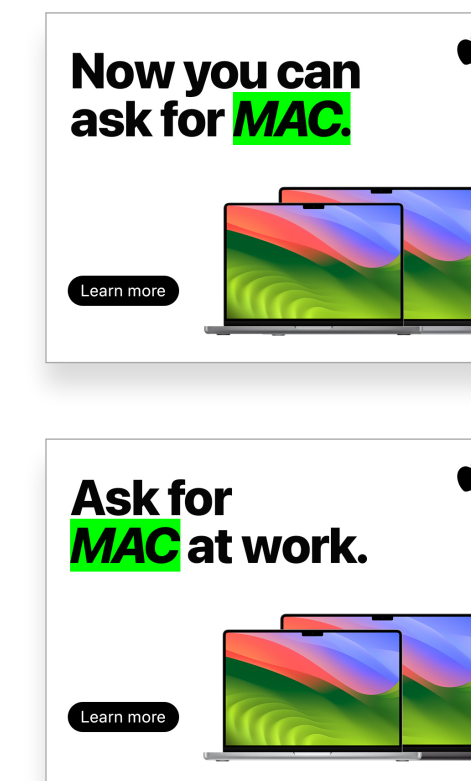 Now you can
ask for MAC.
Learn more
Ask for
MAC at work.
Learn more